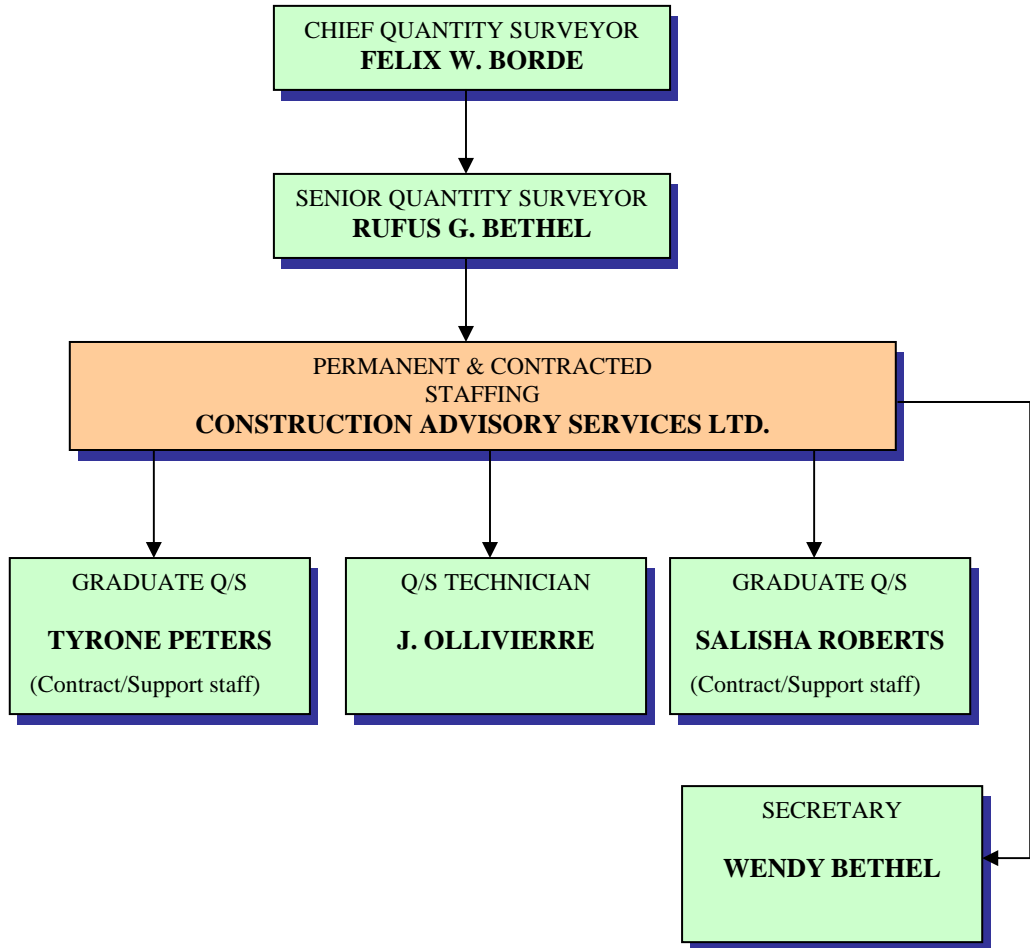 CHIEF QUANTITY SURVEYOR
FELIX W. BORDE
SENIOR QUANTITY SURVEYOR
RUFUS G. BETHEL
PERMANENT & CONTRACTED
STAFFING
CONSTRUCTION ADVISORY SERVICES LTD.
GRADUATE Q/S
TYRONE PETERS
(Contract/Support staff)
Q/S TECHNICIAN
J. OLLIVIERRE
GRADUATE Q/S
SALISHA ROBERTS
(Contract/Support staff)
SECRETARY
WENDY BETHEL